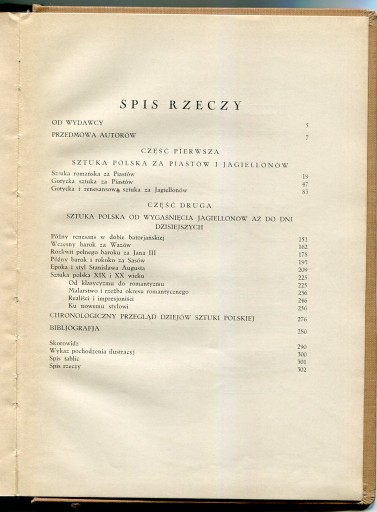 SPIS RZECZY
OD WYDAWCY 5
PRZEDMOWA AUTORÓW 7
CZĘŚĆ PIERWSZA
SZTUKA POLSKA ZA PIASTÓW I JAGIELLONÓW
Sztuka romańska za Piastów 19
Gotycka sztuka za Piastów 47
Gotycka i renesansowa sztuka za Jagiellonów 63
CZĘŚĆ DRUGA
SZTUKA POLSKA OD WYGAŚNIĘCIA JAGIELLONÓW AŻ DO DNI
DZISIEJSZYCH
Późny renesans w dobie batorjańskiej 151
Wczesny barok za Wazów 162
Rozkwit pełnego baroku za Jana III 175
Późny barok i rokoko za Sasów 197
Epoka i styl Stanisława Augusta 209
Sztuka polska XIX i XX wieku 225
Od klasycyzmu do romantyzmu 225
Malarstwo i rzeźba okresu romantycznego 236
Realiści i impresjoniści 246
Ku nowemu stylowi 256
CHRONOLOGICZNY PRZEGLĄD DZIEJÓW SZTUKI POLSKIEJ 276
BIBLIOGRAFJA 280
Skorowidz 290
Wykaz pochodzenia ilustracyj 300
Spis tablic 301
Spis rzeczy 302